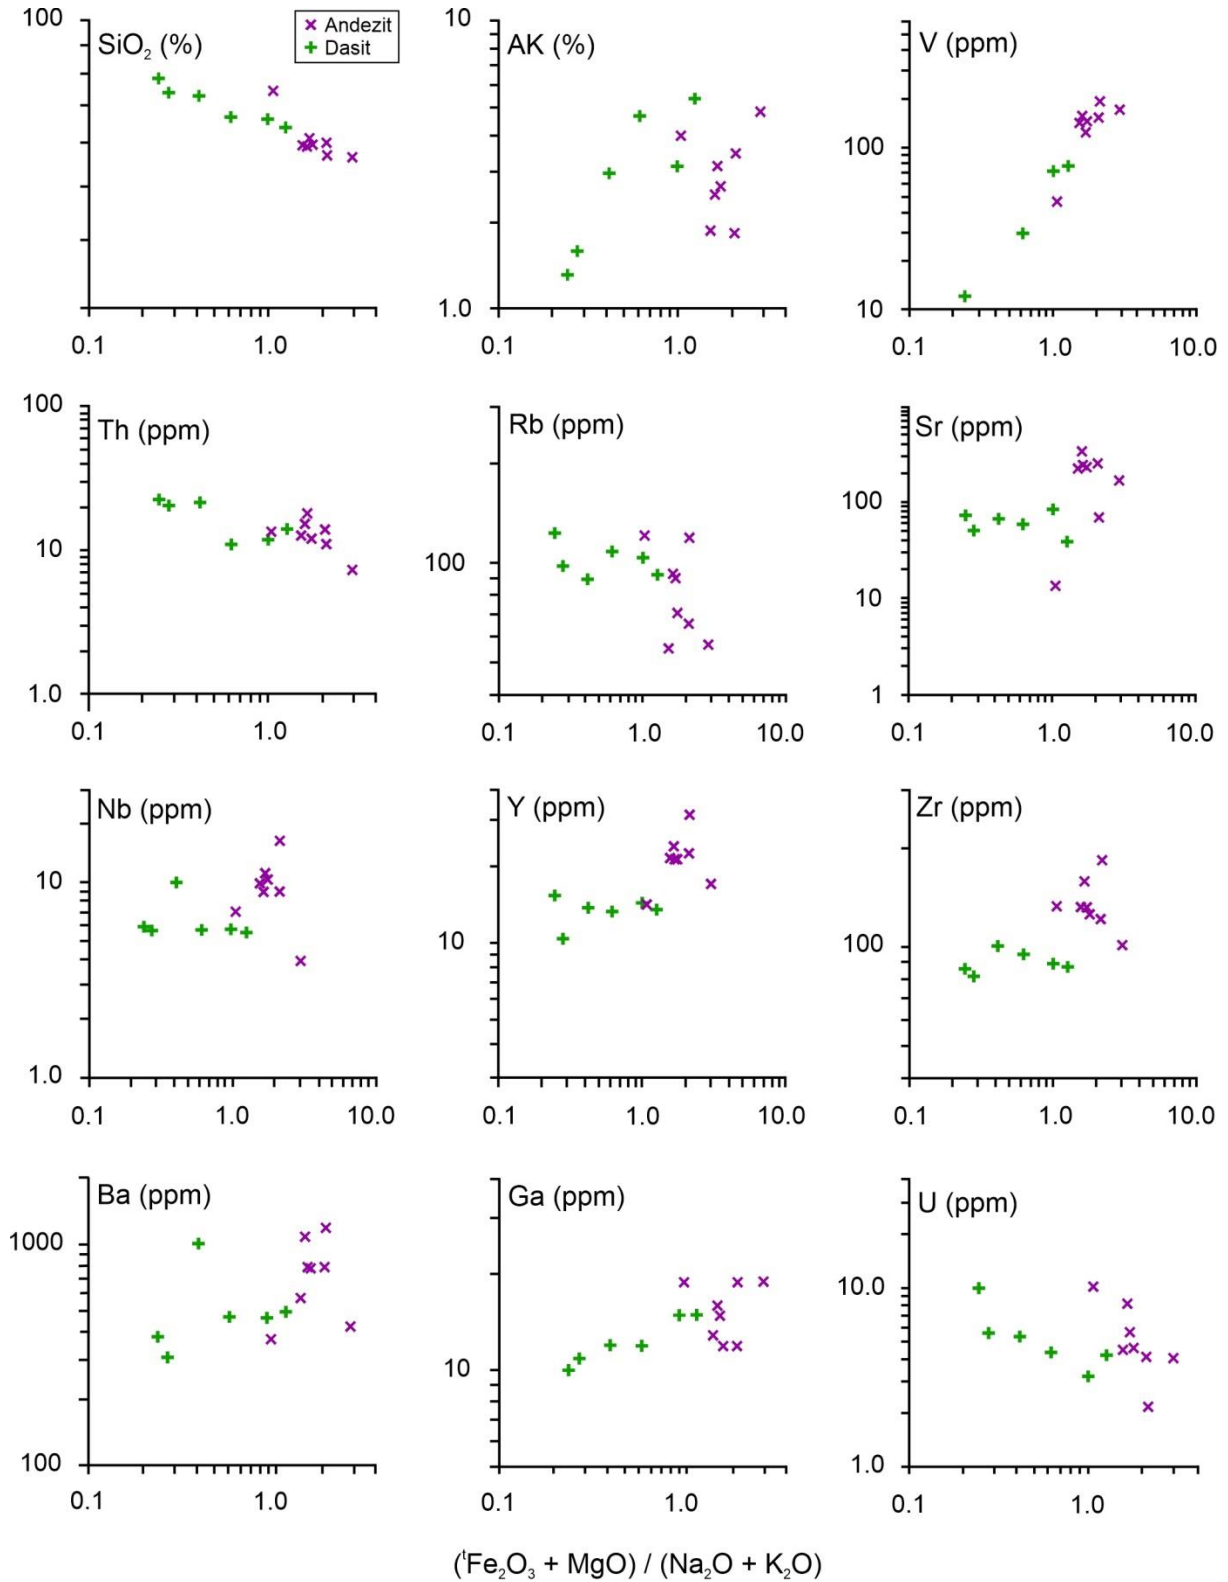 100
SiO₂ (%)
× Andezit
+ Dasit
0.1 1.0
10
AK (%)
1.0
0.1 1.0
V (ppm)
100
10
0.1 1.0 10.0
100
Th (ppm)
10
1.0
0.1 1.0
Rb (ppm)
100
0.1 1.0 10.0
Sr (ppm)
100
10
1
0.1 1.0 10.0
Nb (ppm)
10
1.0
0.1 1.0 10.0
Y (ppm)
10
0.1 1.0 10.0
Zr (ppm)
100
0.1 1.0 10.0
Ba (ppm)
1000
100
0.1 1.0
Ga (ppm)
10
0.1 1.0
U (ppm)
10.0
1.0
0.1 1.0
(ᵗFe₂O₃ + MgO) / (Na₂O + K₂O)